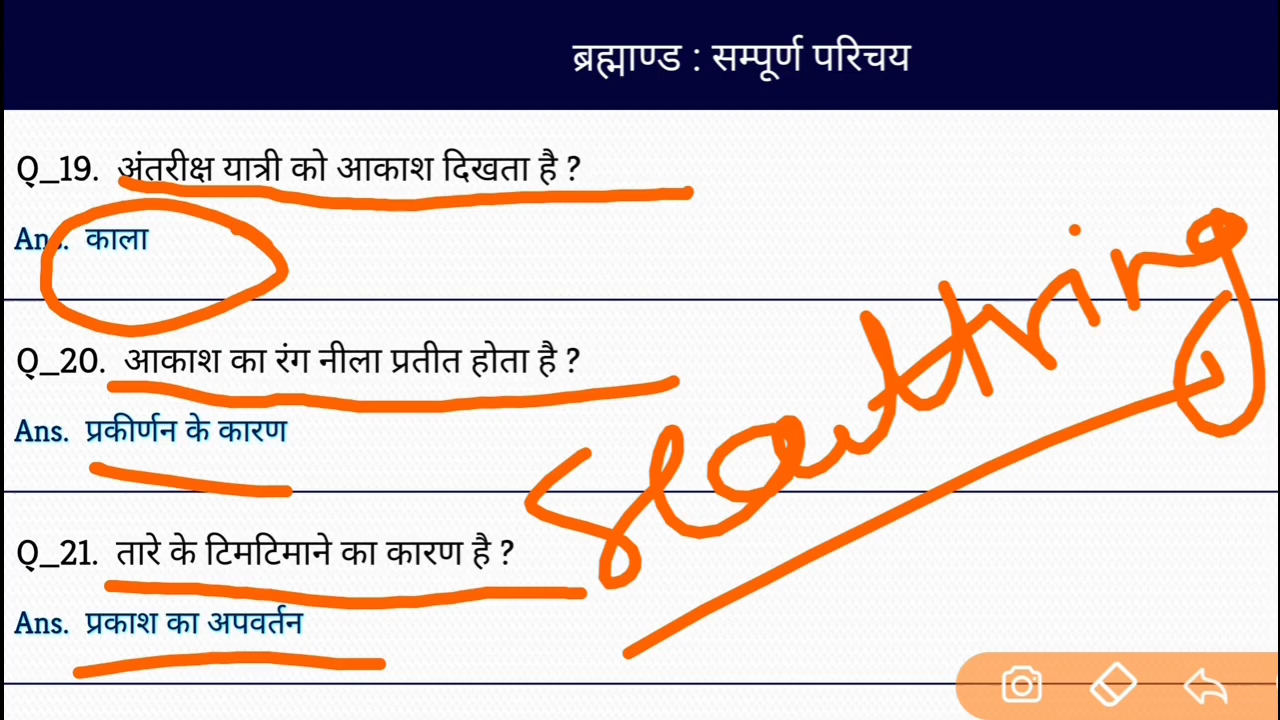 ब्रह्माण्ड : सम्पूर्ण परिचय
Q_19. अंतरीक्ष यात्री को आकाश दिखता है ?
Ans. काला
Q_20. आकाश का रंग नीला प्रतीत होता है ?
Ans. प्रकीर्णन के कारण
Q_21. तारे के टिमटिमाने का कारण है ?
Ans. प्रकाश का अपवर्तन